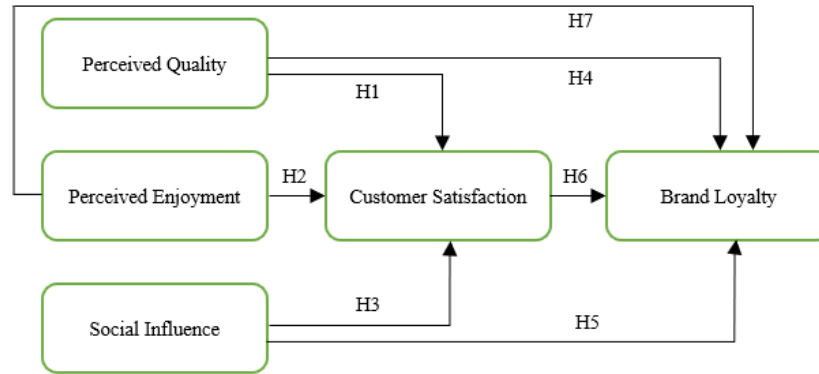 H7
Perceived Quality
H1
H4
Perceived Enjoyment
H2
Customer Satisfaction
H6
Brand Loyalty
H3
Social Influence
H5